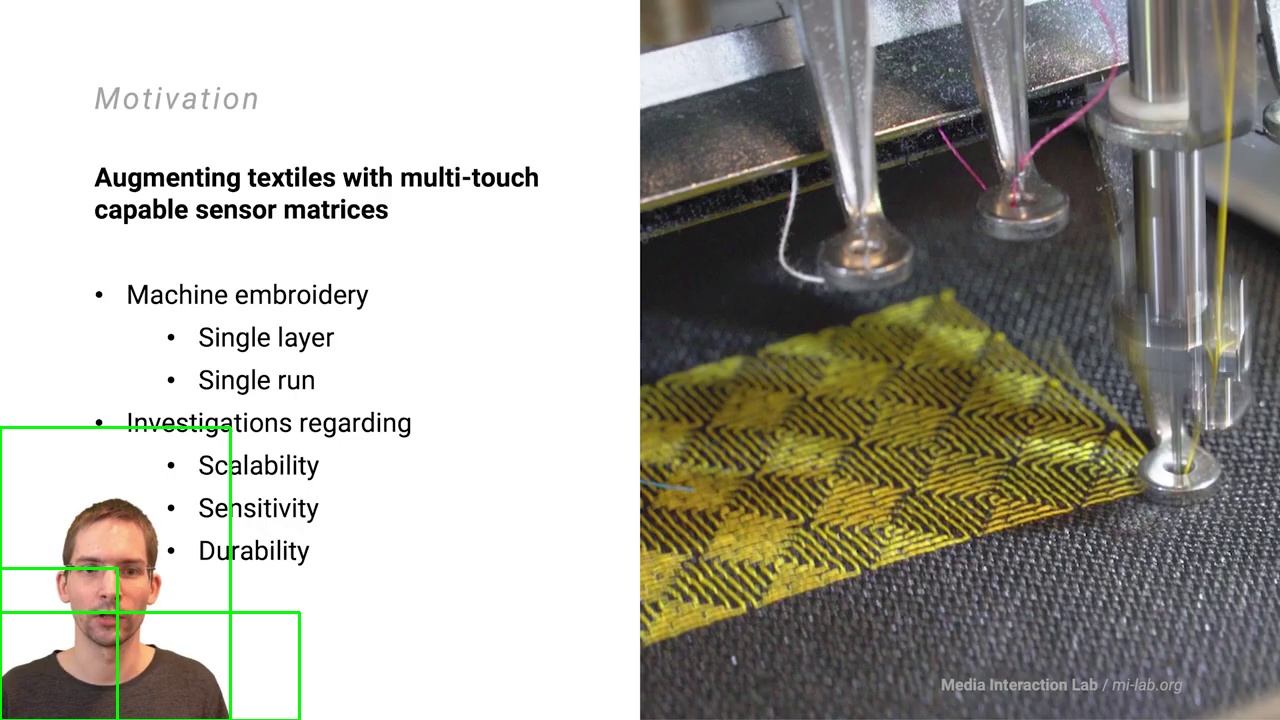 Motivation
Augmenting textiles with multi-touch
capable sensor matrices
• Machine embroidery
• Single layer
• Single run
• Investigations regarding
• Scalability
• Sensitivity
• Durability
Media Interaction Lab / mi-lab.org